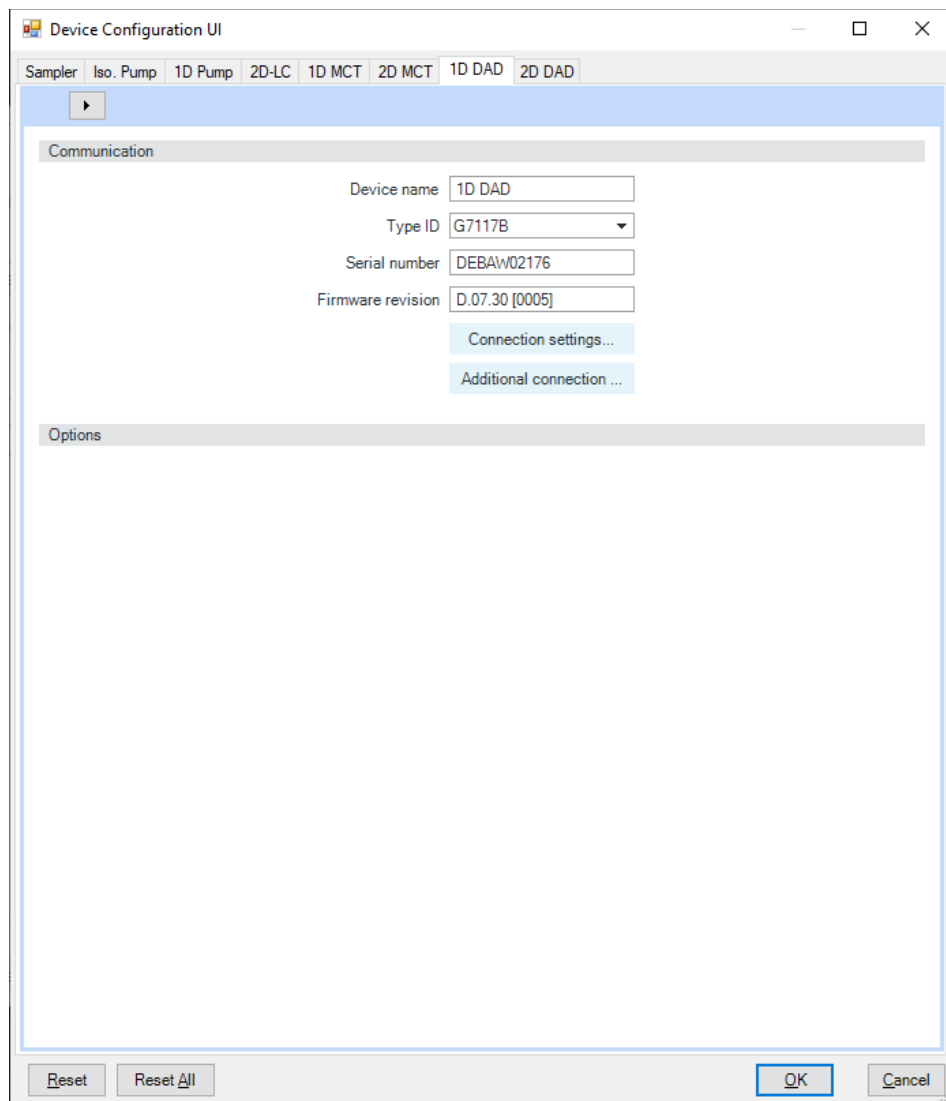 Device Configuration UI
Sampler Iso. Pump 1D Pump 2D-LC 1D MCT 2D MCT 1D DAD 2D DAD
Communication
Device name 1D DAD
Type ID G7117B
Serial number DEBAW02176
Firmware revision D.07.30 [0005]
Connection settings...
Additional connection ...
Options
Reset Reset All OK Cancel